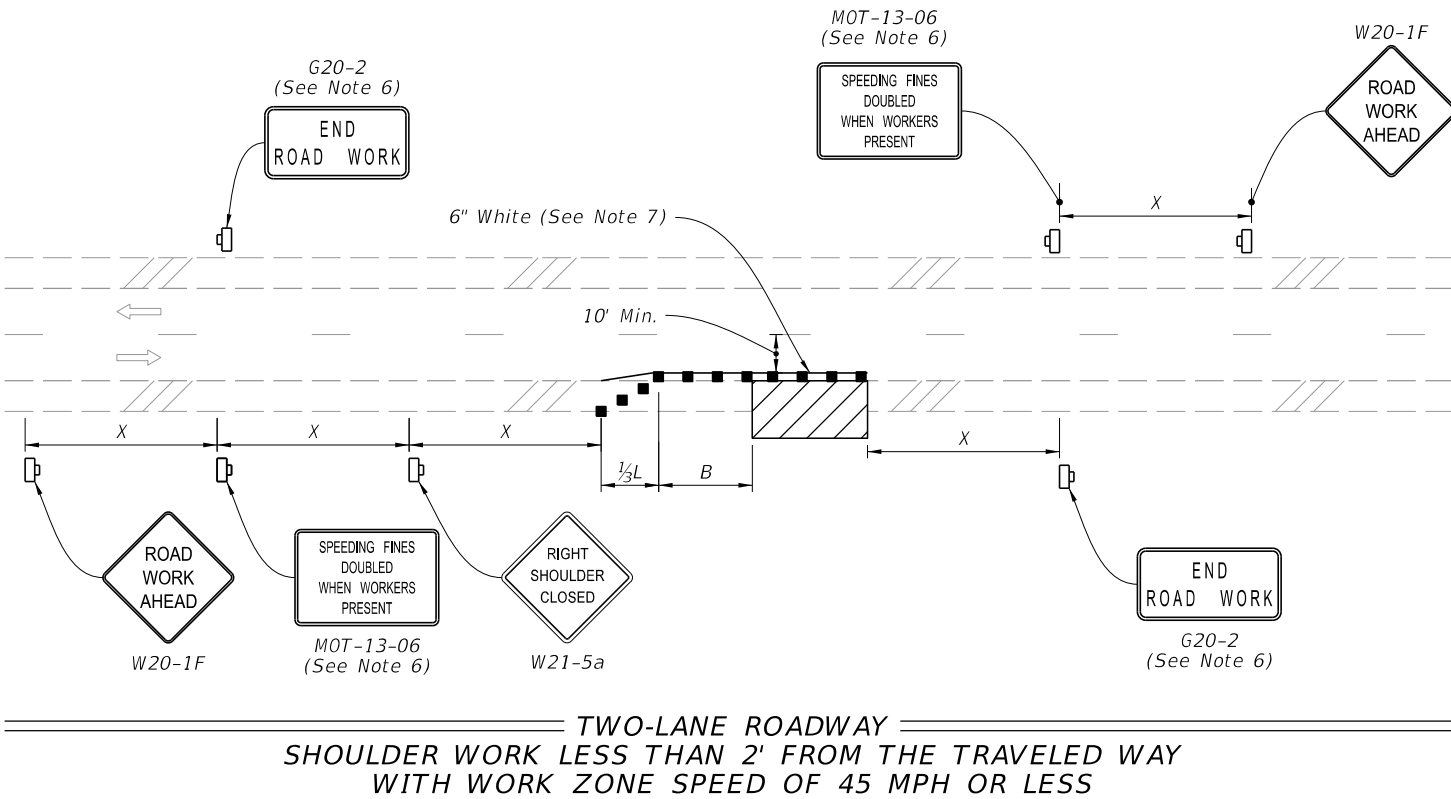 MOT-13-06
(See Note 6)
W20-1F
G20-2
(See Note 6)
SPEEDING FINES
DOUBLED
WHEN WORKERS
PRESENT
ROAD
WORK
AHEAD
END
ROAD WORK
6" White (See Note 7)
X
10' Min.
X
X
X
X
⅓L
B
ROAD
WORK
AHEAD
SPEEDING FINES
DOUBLED
WHEN WORKERS
PRESENT
RIGHT
SHOULDER
CLOSED
END
ROAD WORK
W20-1F
MOT-13-06
(See Note 6)
W21-5a
G20-2
(See Note 6)
TWO-LANE ROADWAY
SHOULDER WORK LESS THAN 2' FROM THE TRAVELED WAY
WITH WORK ZONE SPEED OF 45 MPH OR LESS